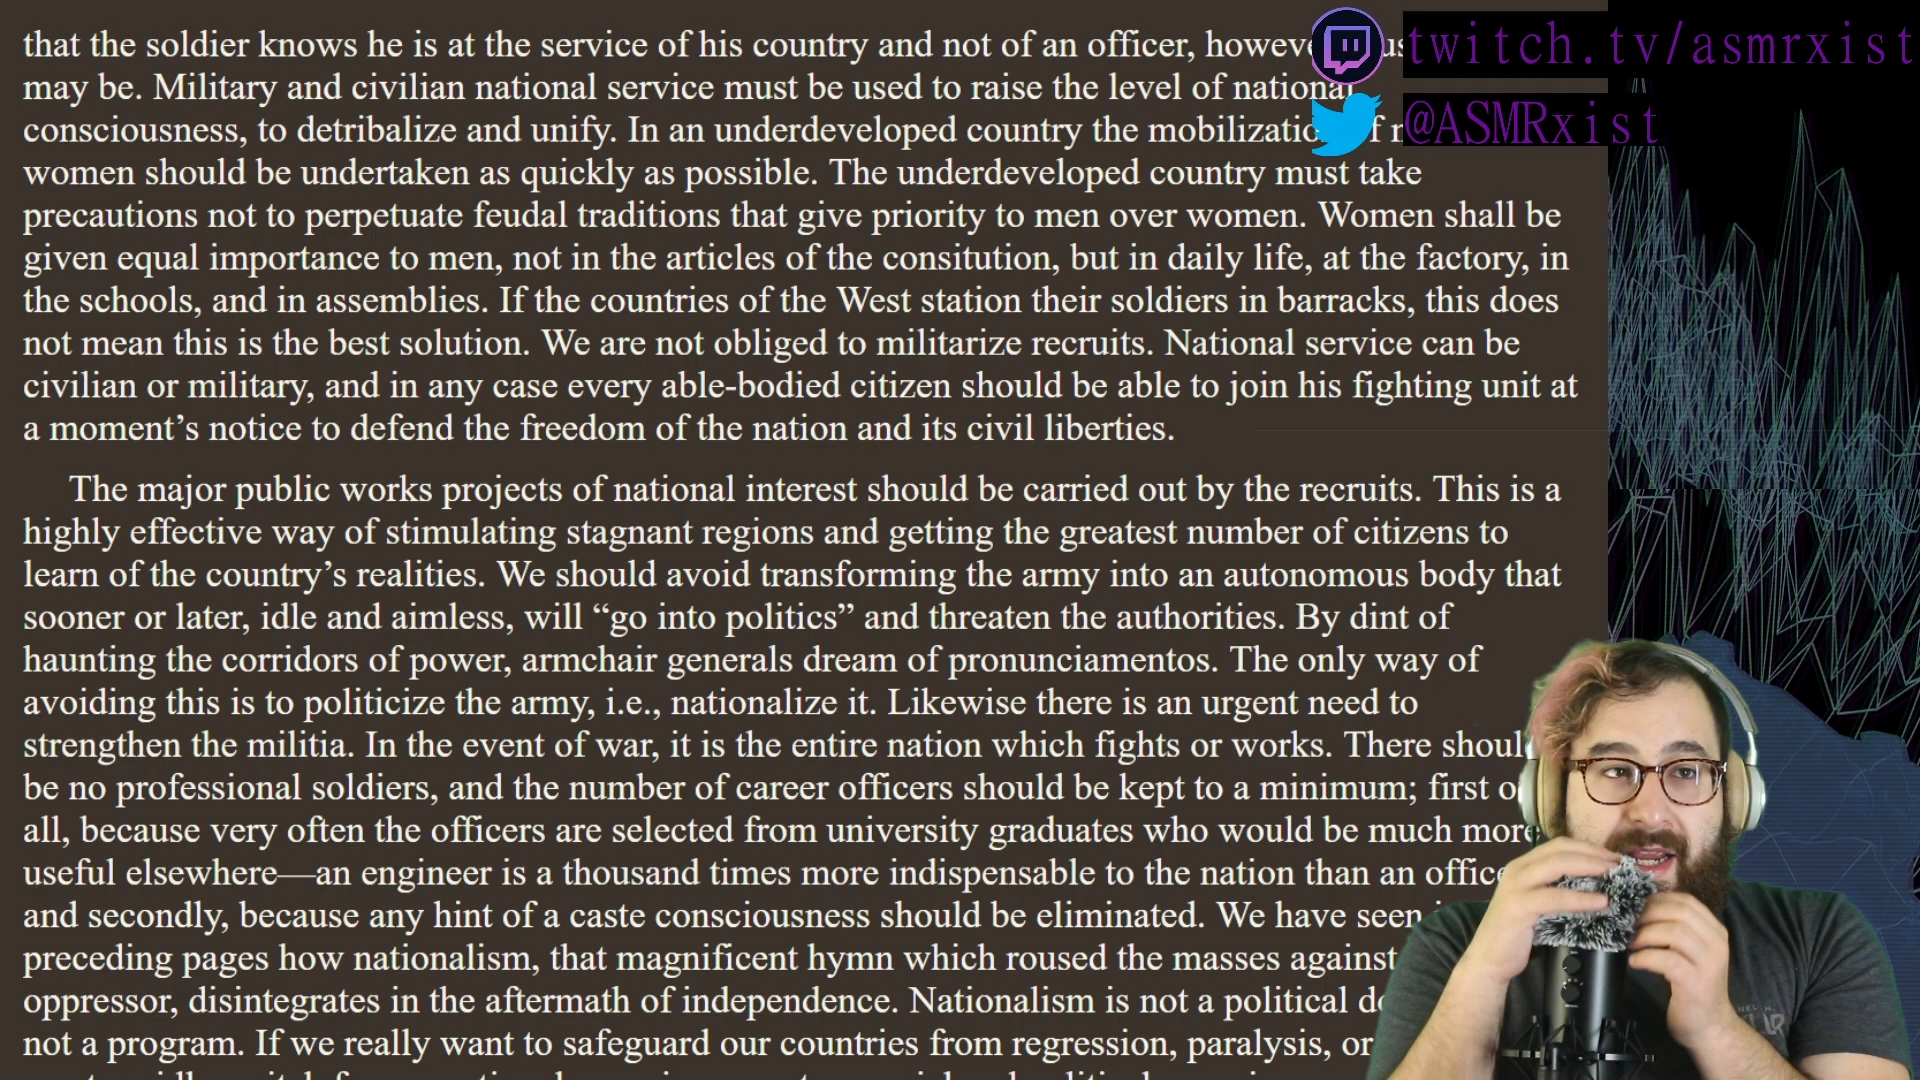 that the soldier knows he is at the service of his country and not of an officer, however
may be. Military and civilian national service must be used to raise the level of national
consciousness, to detribalize and unify. In an underdeveloped country the mobilization of
women should be undertaken as quickly as possible. The underdeveloped country must take
precautions not to perpetuate feudal traditions that give priority to men over women. Women shall be
given equal importance to men, not in the articles of the consitution, but in daily life, at the factory, in
the schools, and in assemblies. If the countries of the West station their soldiers in barracks, this does
not mean this is the best solution. We are not obliged to militarize recruits. National service can be
civilian or military, and in any case every able-bodied citizen should be able to join his fighting unit at
a moment’s notice to defend the freedom of the nation and its civil liberties.
The major public works projects of national interest should be carried out by the recruits. This is a
highly effective way of stimulating stagnant regions and getting the greatest number of citizens to
learn of the country’s realities. We should avoid transforming the army into an autonomous body that
sooner or later, idle and aimless, will “go into politics” and threaten the authorities. By dint of
haunting the corridors of power, armchair generals dream of pronunciamentos. The only way of
avoiding this is to politicize the army, i.e., nationalize it. Likewise there is an urgent need to
strengthen the militia. In the event of war, it is the entire nation which fights or works. There should
be no professional soldiers, and the number of career officers should be kept to a minimum; first of
all, because very often the officers are selected from university graduates who would be much more
useful elsewhere—an engineer is a thousand times more indispensable to the nation than an
and secondly, because any hint of a caste consciousness should be eliminated. We have seen
preceding pages how nationalism, that magnificent hymn which roused the masses against
oppressor, disintegrates in the aftermath of independence. Nationalism is not a political
not a program. If we really want to safeguard our countries from regression, paralysis, or
twitch.tv/asmrxist
@ASMRxist